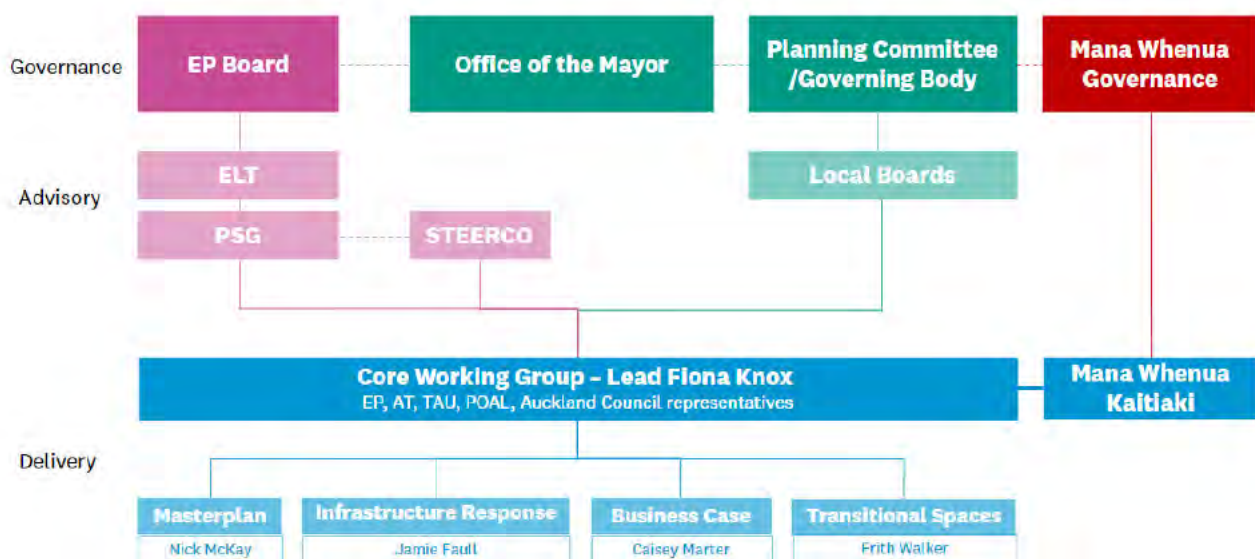 Governance
EP Board
Office of the Mayor
Planning Committee
/Governing Body
Mana Whenua
Governance
Advisory
ELT
Local Boards
PSG
STEERCO
Core Working Group – Lead Fiona Knox
EP, AT, TAU, POAL, Auckland Council representatives
Mana Whenua
Kaitiaki
Delivery
Masterplan
Infrastructure Response
Business Case
Transitional Spaces
Nick McKay
Jamie Faull
Caisey Marter
Frith Walker